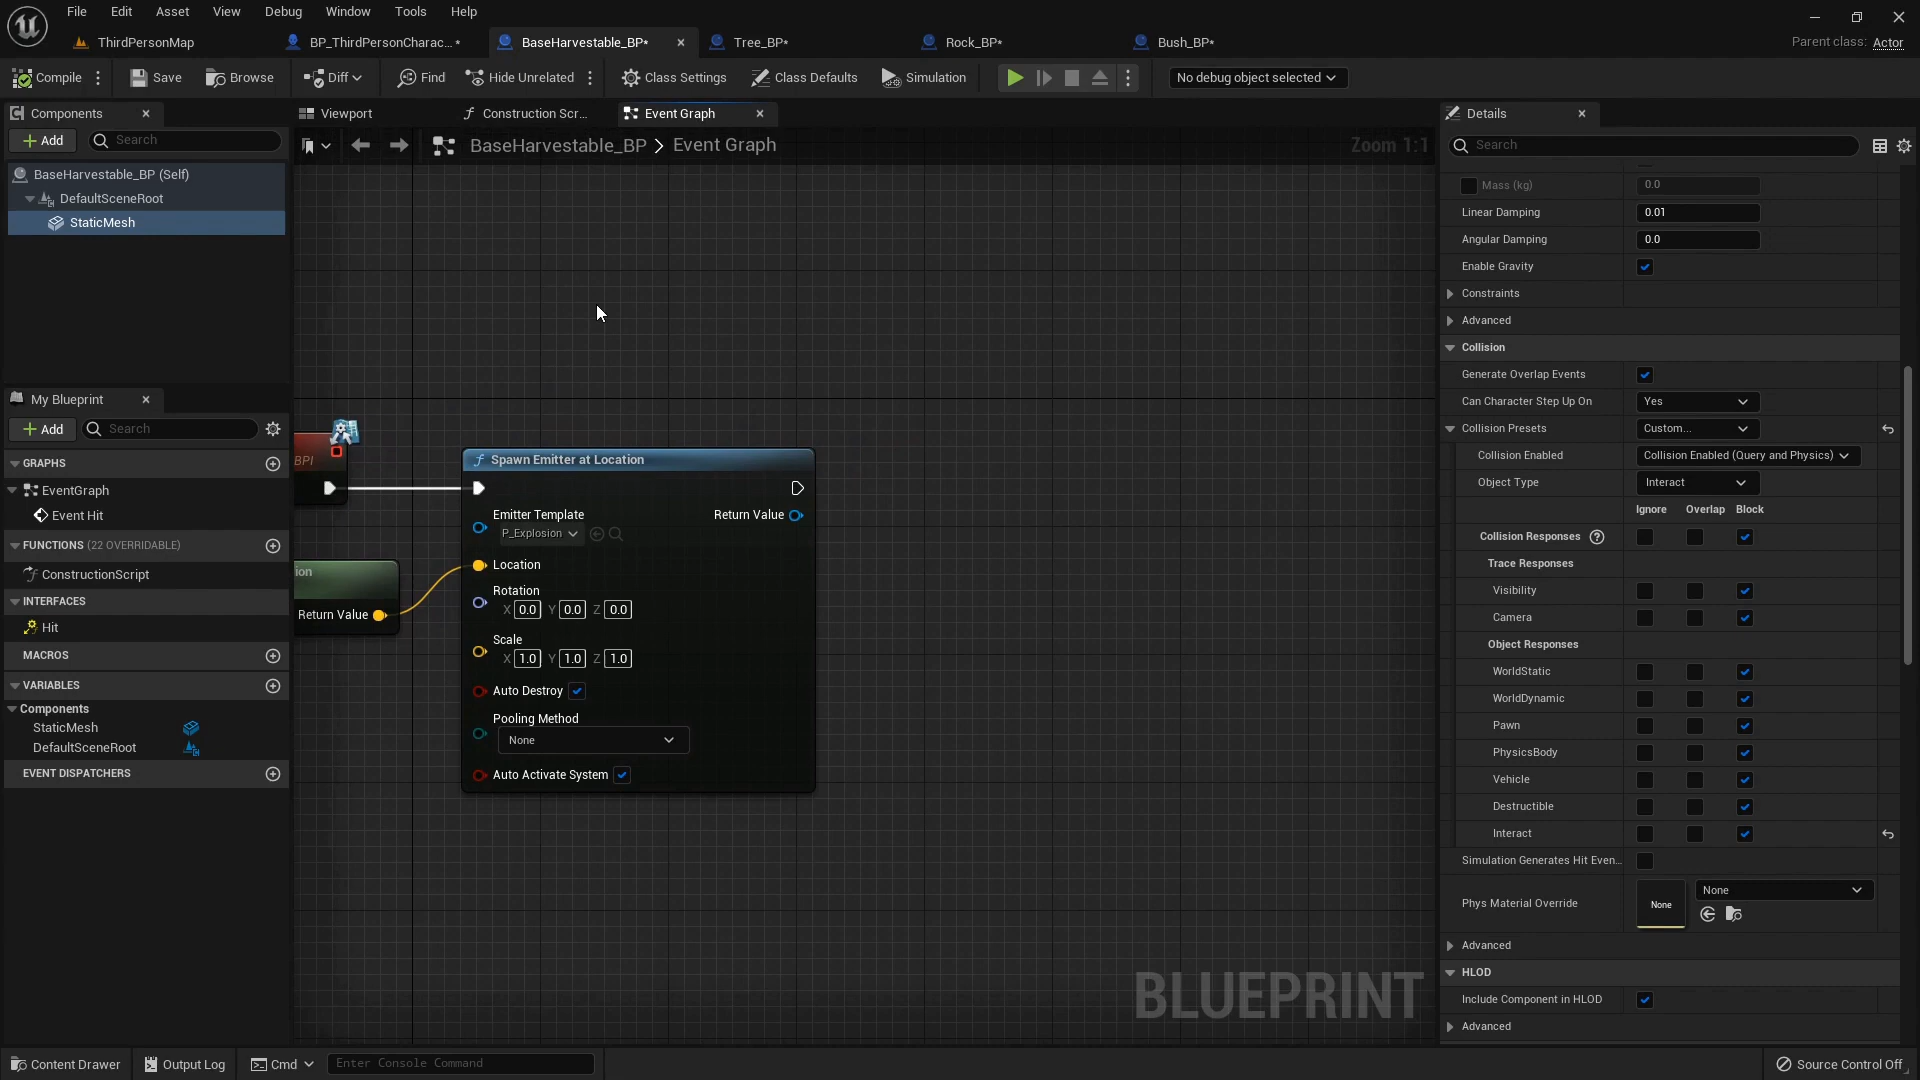 File Edit Asset View Debug Window Tools Help
ThirdPersonMap BP_ThirdPersonCharac...* BaseHarvestable_BP* Tree_BP* Rock_BP* Bush_BP* Parent class: Actor
Compile Save Browse Diff Find Hide Unrelated Class Settings Class Defaults Simulation No debug object selected
Components
Add Search
BaseHarvestable_BP (Self)
DefaultSceneRoot
StaticMesh
My Blueprint
Add Search
GRAPHS
EventGraph
Event Hit
FUNCTIONS (22 OVERRIDABLE)
ConstructionScript
INTERFACES
Hit
MACROS
VARIABLES
Components
StaticMesh
DefaultSceneRoot
EVENT DISPATCHERS
Viewport Construction Scr... Event Graph
BaseHarvestable_BP > Event Graph Zoom 1:1
BPI
ion
Return Value
Spawn Emitter at Location
Emitter Template Return Value
P_Explosion
Location
Rotation
X 0.0 Y 0.0 Z 0.0
Scale
X 1.0 Y 1.0 Z 1.0
Auto Destroy
Pooling Method
None
Auto Activate System
BLUEPRINT
Details
Search
Mass (kg) 0.0
Linear Damping 0.01
Angular Damping 0.0
Enable Gravity
Constraints
Advanced
Collision
Generate Overlap Events
Can Character Step Up On Yes
Collision Presets Custom...
Collision Enabled Collision Enabled (Query and Physics)
Object Type Interact
Ignore Overlap Block
Collision Responses ?
Trace Responses
Visibility
Camera
Object Responses
WorldStatic
WorldDynamic
Pawn
PhysicsBody
Vehicle
Destructible
Interact
Simulation Generates Hit Even...
Phys Material Override None None
Advanced
HLOD
Include Component in HLOD
Advanced
Content Drawer Output Log Cmd Enter Console Command Source Control Off